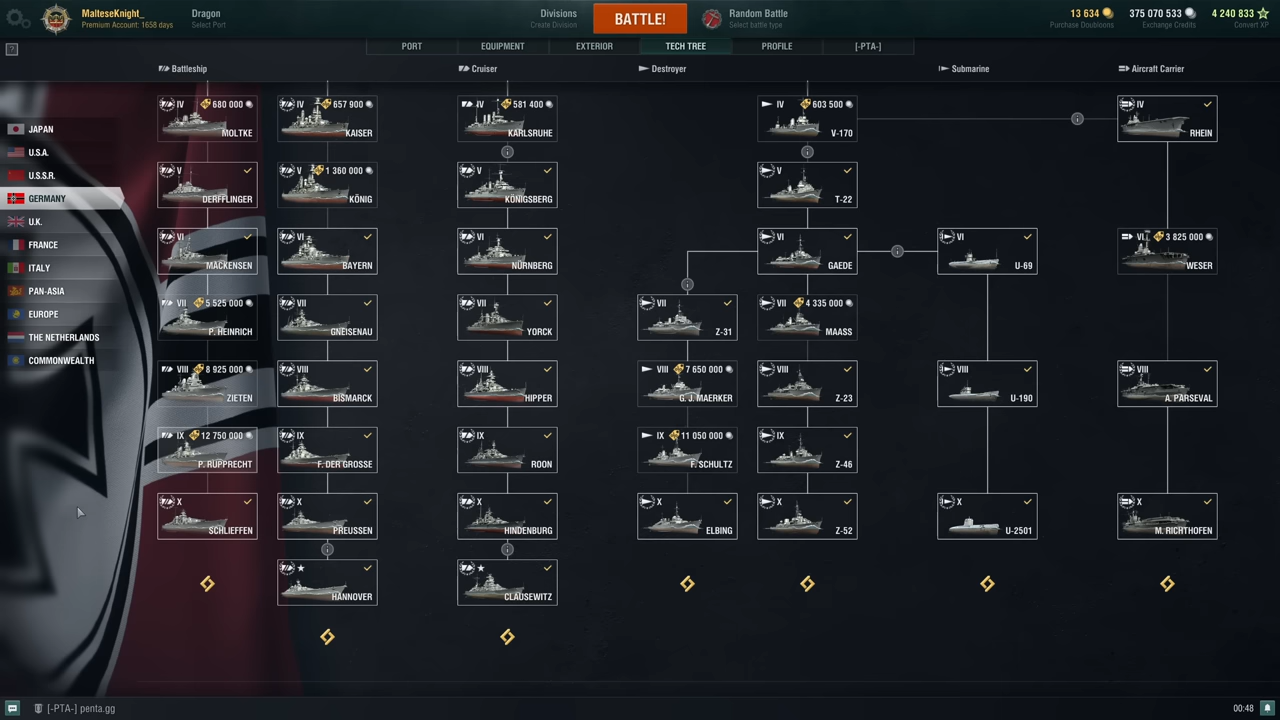 MalteseKnight_
Premium Account: 1658 days
Dragon
Select Port
Divisions
Create Division
BATTLE!
Random Battle
Select battle type
13 634
Purchase Doubloons
375 070 533
Exchange Credits
4 240 833
Convert XP
?
PORT
EQUIPMENT
EXTERIOR
TECH TREE
PROFILE
[-PTA-]
Battleship
Cruiser
Destroyer
Submarine
Aircraft Carrier
JAPAN
U.S.A.
U.S.S.R.
GERMANY
U.K.
FRANCE
ITALY
PAN-ASIA
EUROPE
THE NETHERLANDS
COMMONWEALTH
IV 680 000
MOLTKE
IV 657 900
KAISER
IV 581 400
KARLSRUHE
IV 603 500
V-170
IV
RHEIN
V
DERFFLINGER
V 1 360 000
KÖNIG
V
KÖNIGSBERG
V
T-22
VI
MACKENSEN
VI
BAYERN
VI
NÜRNBERG
VI
GAEDE
VI
U-69
VI 3 825 000
WESER
VII 5 525 000
P. HEINRICH
VII
GNEISENAU
VII
YORCK
VII
Z-31
VII 4 335 000
MAASS
VIII 8 925 000
ZIETEN
VIII
BISMARCK
VIII
HIPPER
VIII 7 650 000
G. J. MAERKER
VIII
Z-23
VIII
U-190
VIII
A. PARSEVAL
IX 12 750 000
P. RUPPRECHT
IX
F. DER GROSSE
IX
ROON
IX 11 050 000
F. SCHULTZ
IX
Z-46
X
SCHLIEFFEN
X
PREUSSEN
X
HINDENBURG
X
ELBING
X
Z-52
X
U-2501
X
M. RICHTHOFEN
HANNOVER
CLAUSEWITZ
[-PTA-] penta.gg
00:48